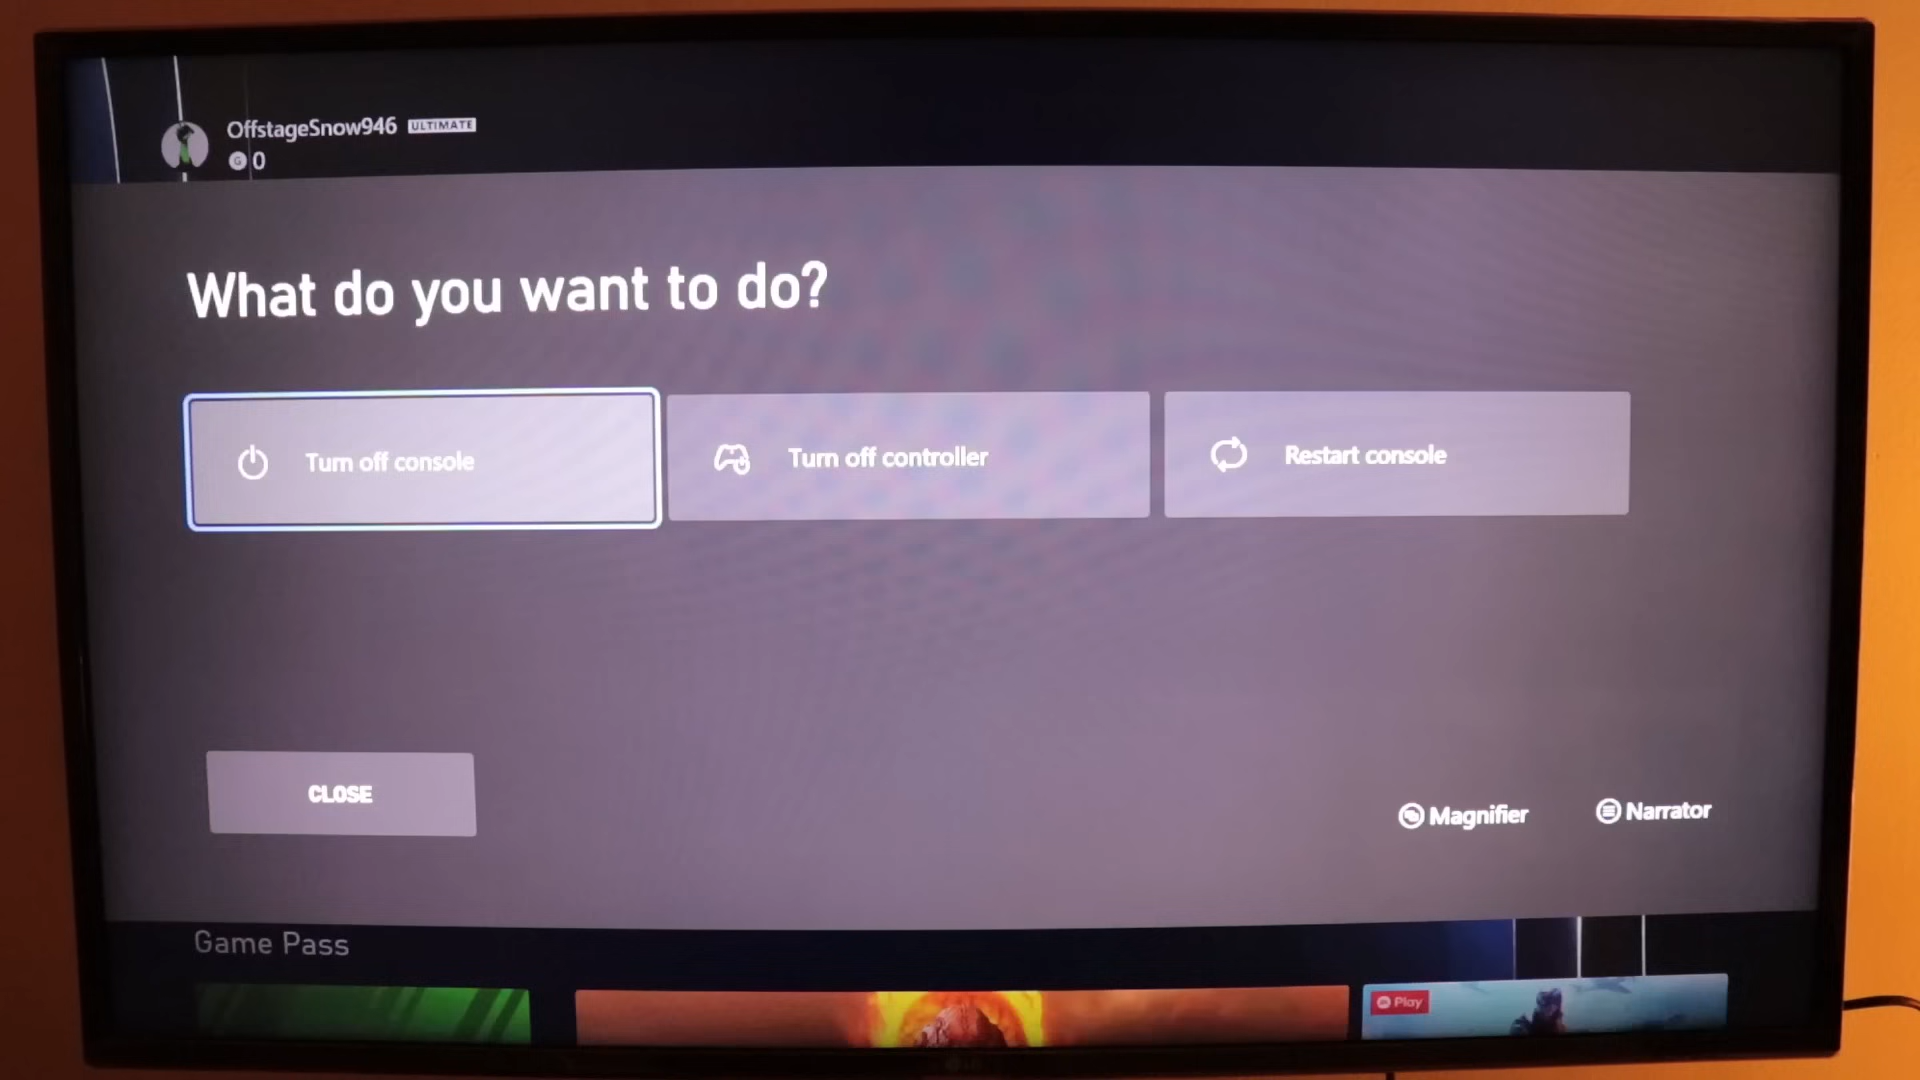 OffstageSnow946 ULTIMATE
G 0
What do you want to do?
Turn off console
Turn off controller
Restart console
CLOSE
Magnifier
Narrator
Game Pass
Play